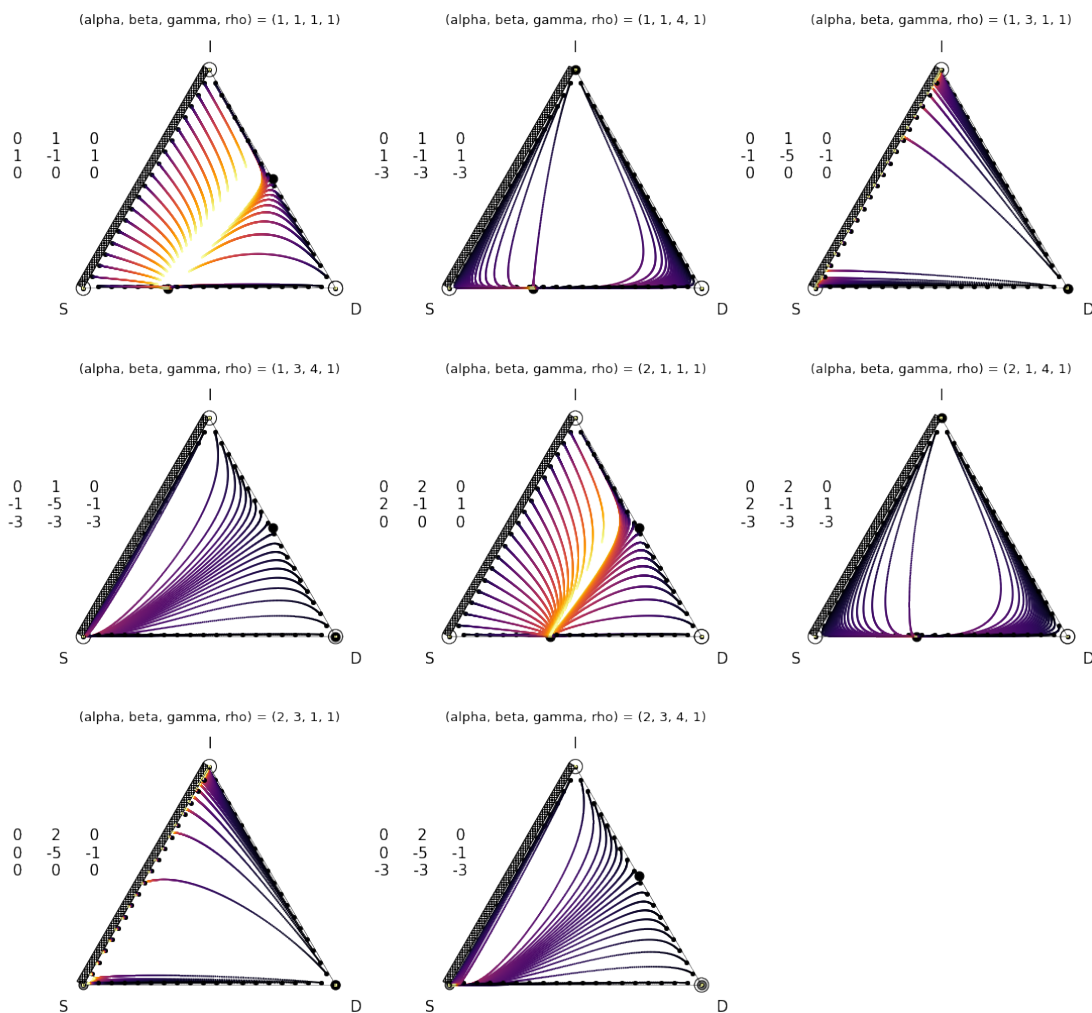 (alpha, beta, gamma, rho) = (1, 1, 1, 1)
I
0 1 0
1 -1 1
0 0 0
S D
(alpha, beta, gamma, rho) = (1, 1, 4, 1)
I
0 1 0
1 -1 1
-3 -3 -3
S D
(alpha, beta, gamma, rho) = (1, 3, 1, 1)
I
0 1 0
-1 -5 -1
0 0 0
S D
(alpha, beta, gamma, rho) = (1, 3, 4, 1)
I
0 1 0
-1 -5 -1
-3 -3 -3
S D
(alpha, beta, gamma, rho) = (2, 1, 1, 1)
I
0 2 0
2 -1 1
0 0 0
S D
(alpha, beta, gamma, rho) = (2, 1, 4, 1)
I
0 2 0
2 -1 1
-3 -3 -3
S D
(alpha, beta, gamma, rho) = (2, 3, 1, 1)
I
0 2 0
0 -5 -1
0 0 0
S D
(alpha, beta, gamma, rho) = (2, 3, 4, 1)
I
0 2 0
0 -5 -1
-3 -3 -3
S D